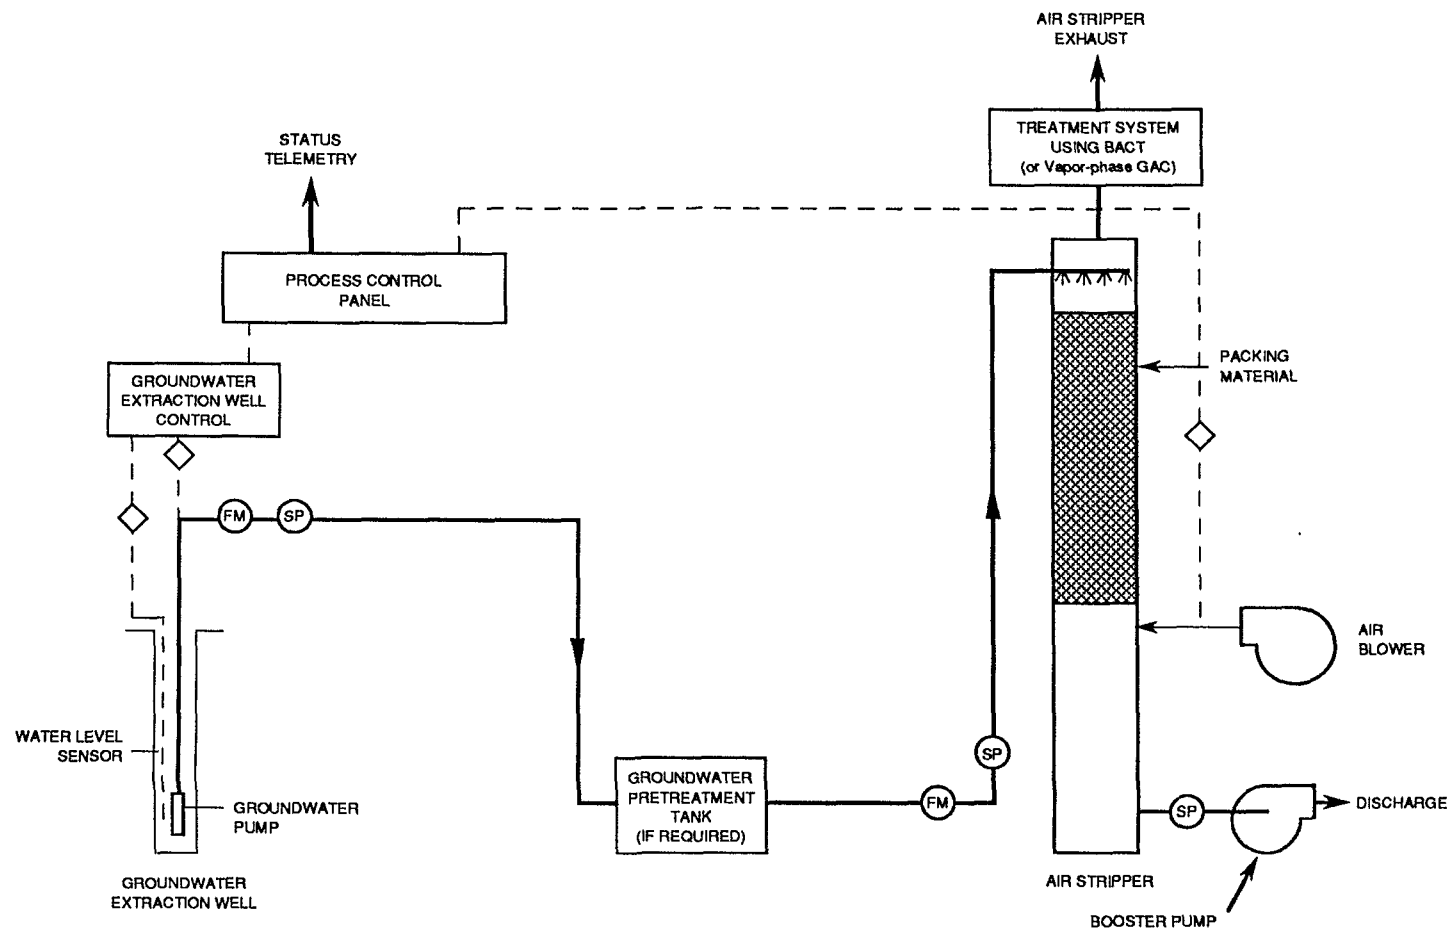 AIR STRIPPER
EXHAUST
TREATMENT SYSTEM
USING BACT
(or Vapor-phase GAC)
STATUS
TELEMETRY
PROCESS CONTROL
PANEL
GROUNDWATER
EXTRACTION WELL
CONTROL
PACKING
MATERIAL
FM
SP
AIR
BLOWER
WATER LEVEL
SENSOR
GROUNDWATER
PUMP
GROUNDWATER
PRETREATMENT
TANK
(IF REQUIRED)
SP
FM
SP
DISCHARGE
GROUNDWATER
EXTRACTION WELL
AIR STRIPPER
BOOSTER PUMP